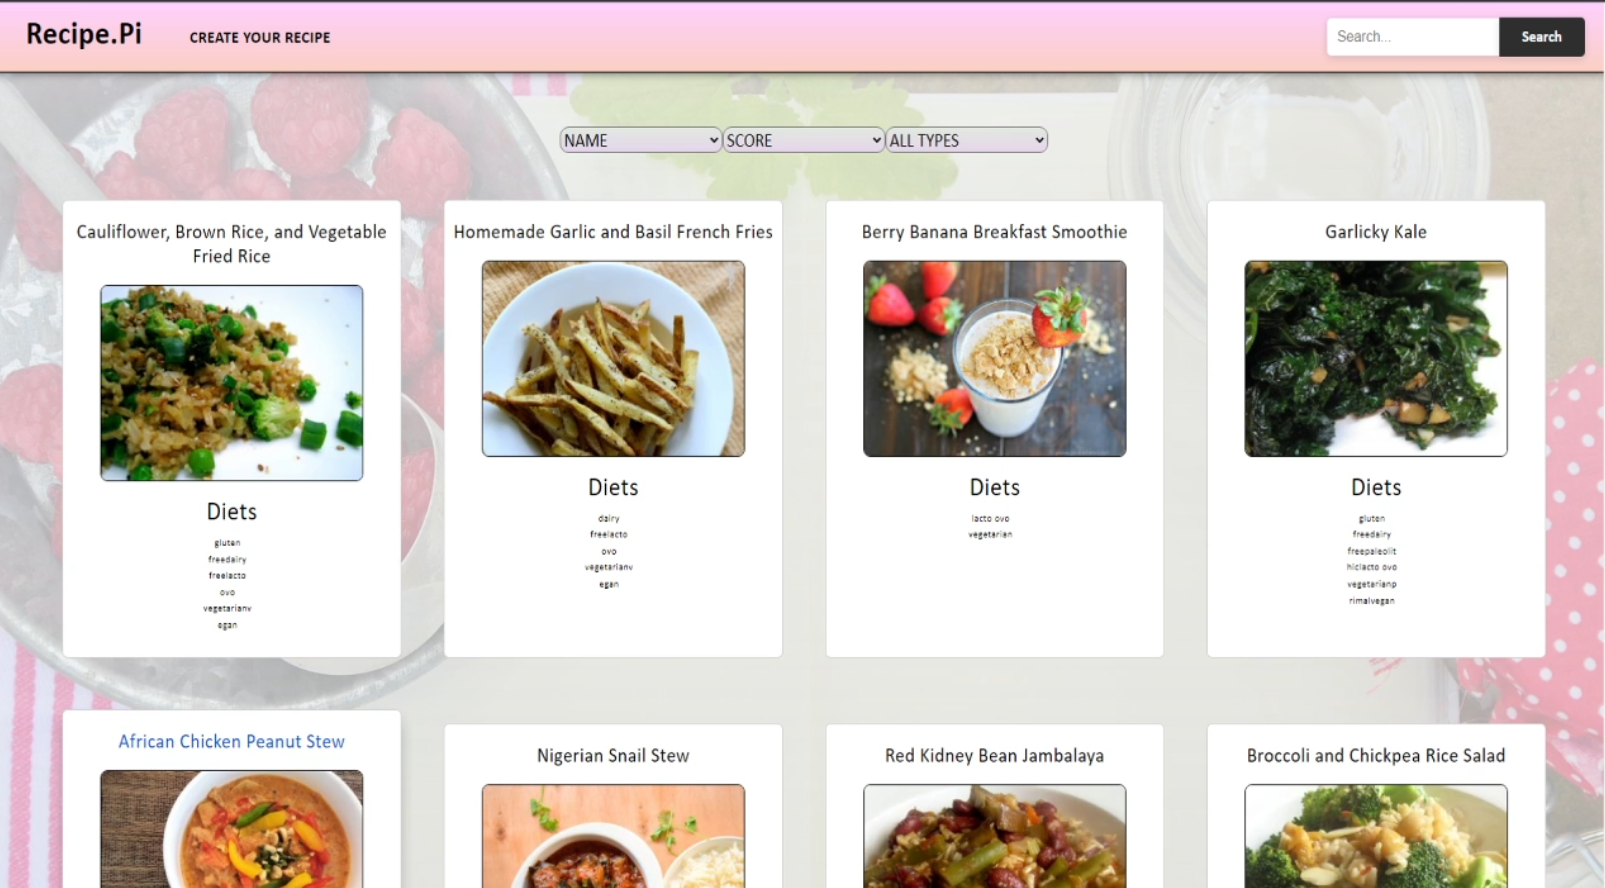 Recipe.Pi
CREATE YOUR RECIPE
Search...
Search
NAME
SCORE
ALL TYPES
Cauliflower, Brown Rice, and Vegetable
Fried Rice
Diets
gluten
freedairy
freelacto
ovo
vegetarianv
egan
Homemade Garlic and Basil French Fries
Diets
dairy
freelacto
ovo
vegetarianv
egan
Berry Banana Breakfast Smoothie
Diets
lacto ovo
vegetarian
Garlicky Kale
Diets
gluten
freedairy
freepaleolit
hiclacto ovo
vegetarianp
rimalvegan
African Chicken Peanut Stew
Nigerian Snail Stew
Red Kidney Bean Jambalaya
Broccoli and Chickpea Rice Salad